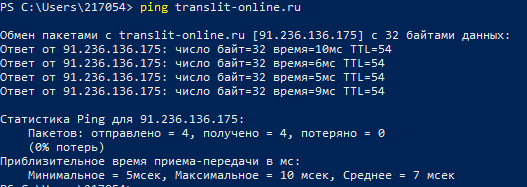 PS C:\Users\217054> ping translit-online.ru
Обмен пакетами с translit-online.ru [91.236.136.175] с 32 байтами данных:
Ответ от 91.236.136.175: число байт=32 время=10мс TTL=54
Ответ от 91.236.136.175: число байт=32 время=6мс TTL=54
Ответ от 91.236.136.175: число байт=32 время=5мс TTL=54
Ответ от 91.236.136.175: число байт=32 время=9мс TTL=54
Статистика Ping для 91.236.136.175:
Пакетов: отправлено = 4, получено = 4, потеряно = 0
(0% потерь)
Приблизительное время приема-передачи в мс:
Минимальное = 5мсек, Максимальное = 10 мсек, Среднее = 7 мсек
PS C:\Users\217054>